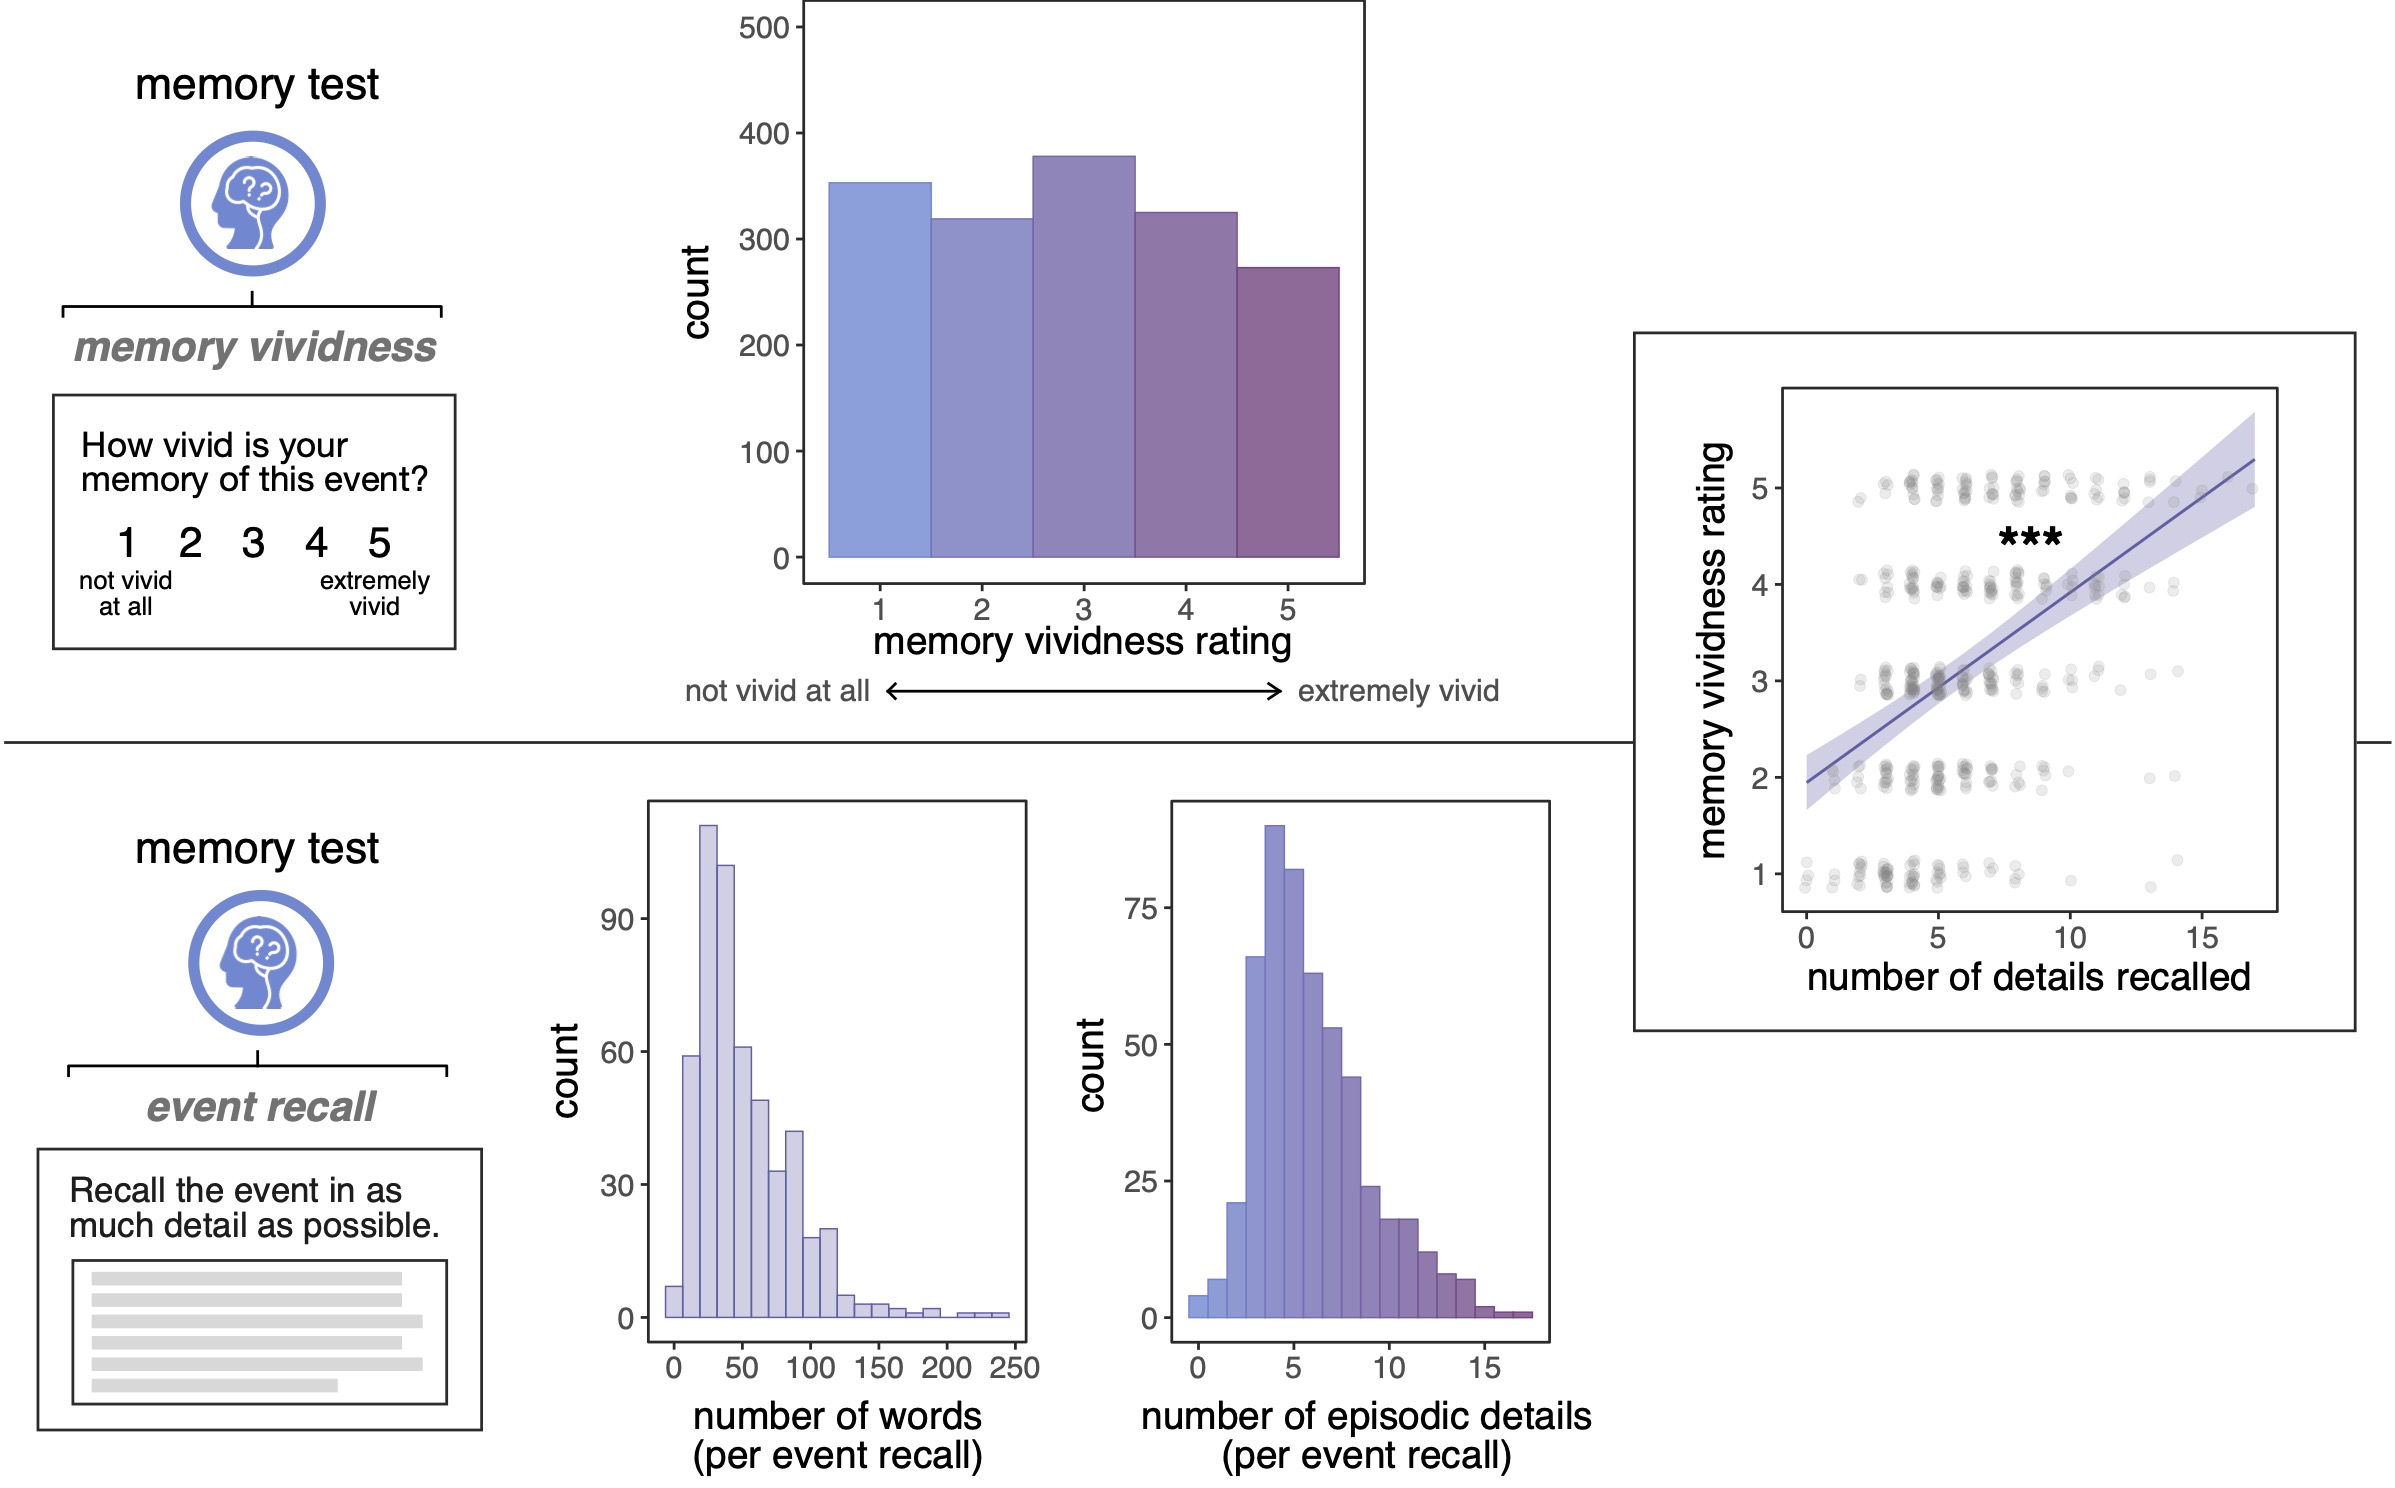 memory test
? ?
memory vividness
How vivid is your
memory of this event?
1 2 3 4 5
not vivid
at all
extremely
vivid
500
400
300
200
100
0
count
1 2 3 4 5
memory vividness rating
not vivid at all
extremely vivid
memory test
? ?
event recall
Recall the event in as
much detail as possible.
90
60
30
0
count
0 50 100 150 200 250
number of words
(per event recall)
75
50
25
0
count
0 5 10 15
number of episodic details
(per event recall)
5
4
3
2
1
memory vividness rating
***
0 5 10 15
number of details recalled